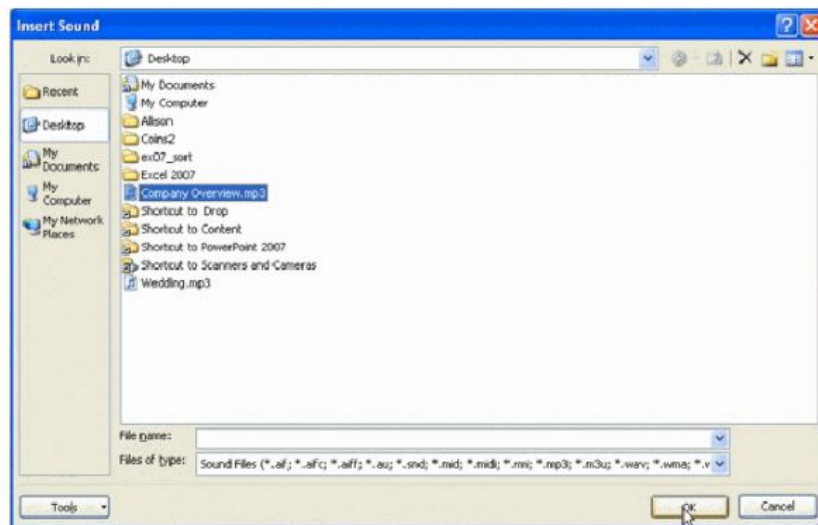 Insert Sound
Look in:
Desktop
Recent
Desktop
My
Documents
My
Computer
My Network
Places
My Documents
My Computer
Allison
Coins2
ex07_sort
Excel 2007
Company Overview.mp3
Shortcut to Drop
Shortcut to Content
Shortcut to PowerPoint 2007
Shortcut to Scanners and Cameras
Wedding.mp3
File name:
Files of type:
Sound Files (*.aif; *.aifc; *.aiff; *.au; *.snd; *.mid; *.midi; *.rmi; *.mp3; *.m3u; *.wav; *.wma; *.v
Tools
OK
Cancel